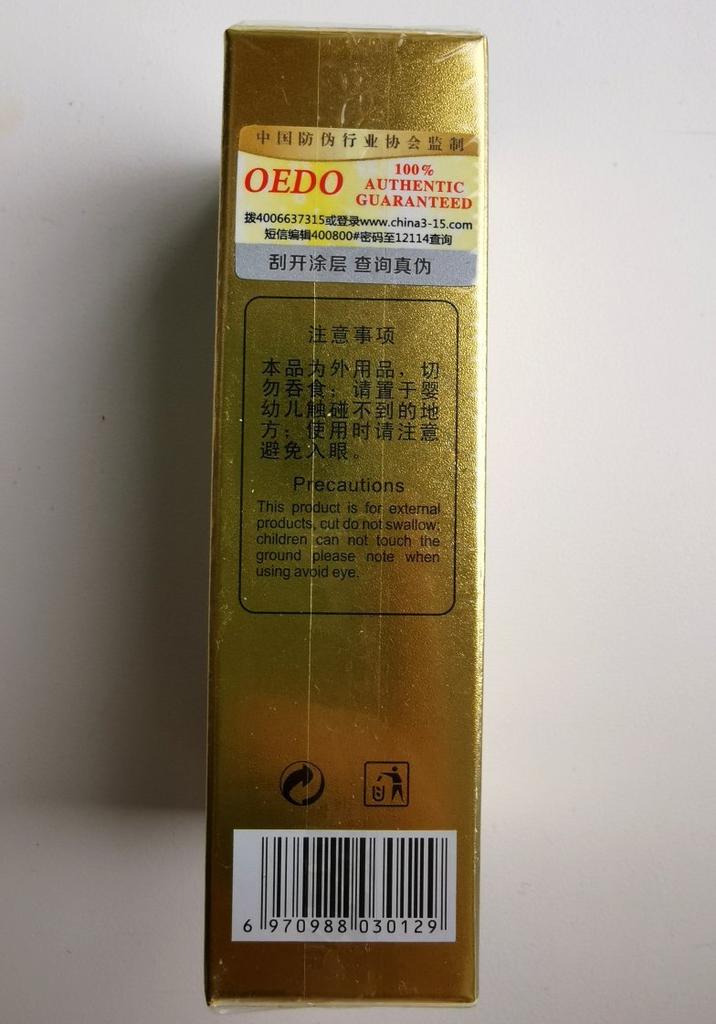 中国防伪行业协会监制
OEDO
100%
AUTHENTIC
GUARANTEED
拨4006637315或登录www.china3-15.com
短信编辑400800#密码至12114查询
刮开涂层 查询真伪
注意事项
本品为外用品，切
勿吞食；请置于婴
幼儿触碰不到的地
方；使用时请注意
避免入眼。
Precautions
This product is for external
products, cut do not swallow;
children can not touch the
ground please note when
using avoid eye.
6 970988 030129